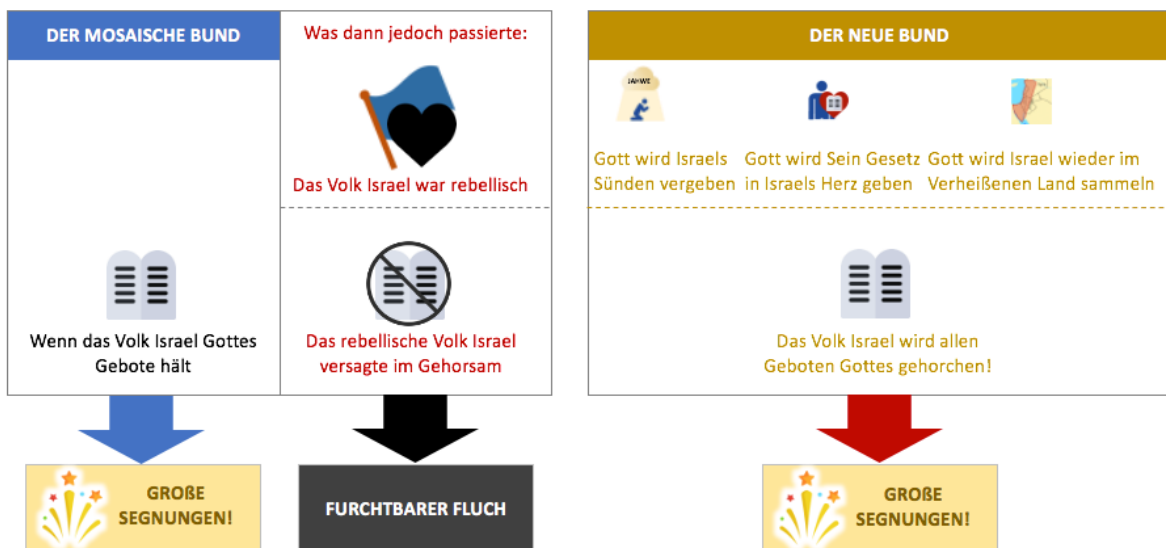 DER MOSAISCHE BUND
Wenn das Volk Israel Gottes
Gebote hält
GROßE
SEGNUNGEN!
Was dann jedoch passierte:
Das Volk Israel war rebellisch
Das rebellische Volk Israel
versagte im Gehorsam
FURCHTBARER FLUCH
DER NEUE BUND
JAHWE
Gott wird Israels
Sünden vergeben
Gott wird Sein Gesetz
in Israels Herz geben
Gott wird Israel wieder im
Verheißenen Land sammeln
Das Volk Israel wird allen
Geboten Gottes gehorchen!
GROßE
SEGNUNGEN!